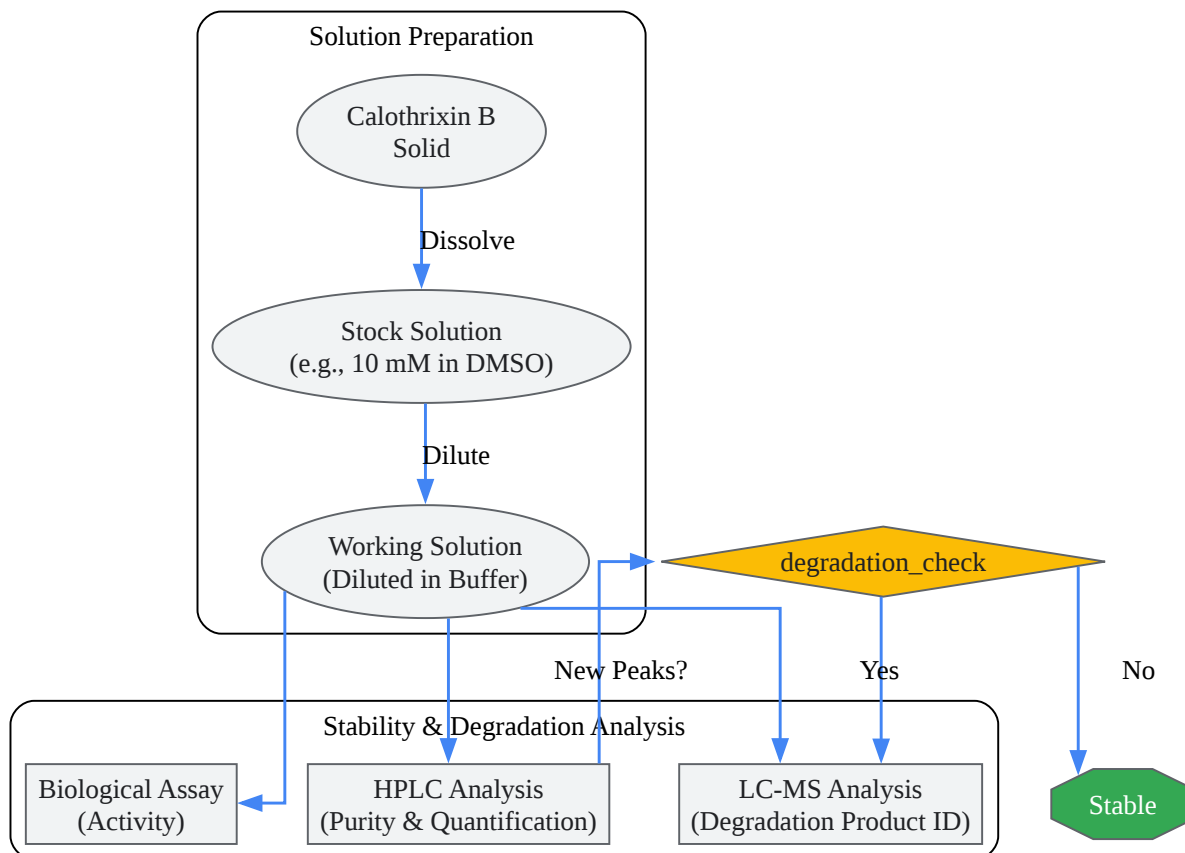 Solution Preparation
Calothrixin B
Solid
Dissolve
Stock Solution
(e.g., 10 mM in DMSO)
Dilute
Working Solution
(Diluted in Buffer)
degradation_check
New Peaks?
Yes
No
Stability & Degradation Analysis
Biological Assay
(Activity)
HPLC Analysis
(Purity & Quantification)
LC-MS Analysis
(Degradation Product ID)
Stable